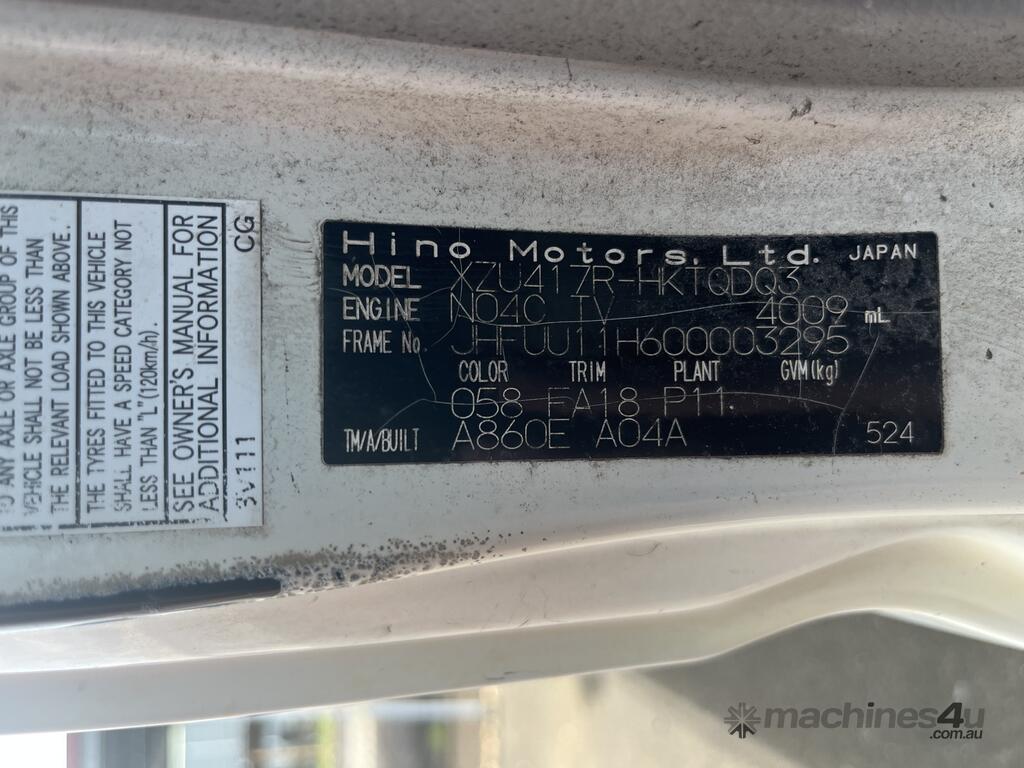 TO ANY AXLE OR AXLE GROUP OF THIS
VEHICLE SHALL NOT BE LESS THAN
THE RELEVANT LOAD SHOWN ABOVE.
THE TYRES FITTED TO THIS VEHICLE
SHALL HAVE A SPEED CATEGORY NOT
LESS THAN "L"(120km/h).
SEE OWNER'S MANUAL FOR
ADDITIONAL INFORMATION
3V111 CG
Hino Motors, Ltd. JAPAN
MODEL XZU417R-HKTQDQ3
ENGINE N04C TV 4009 mL
FRAME No. JHFUU11H600003295
COLOR TRIM PLANT GVM(kg)
058 FA18 P11
TM/A/BUILT A860E A04A 524
machines4u
.com.au